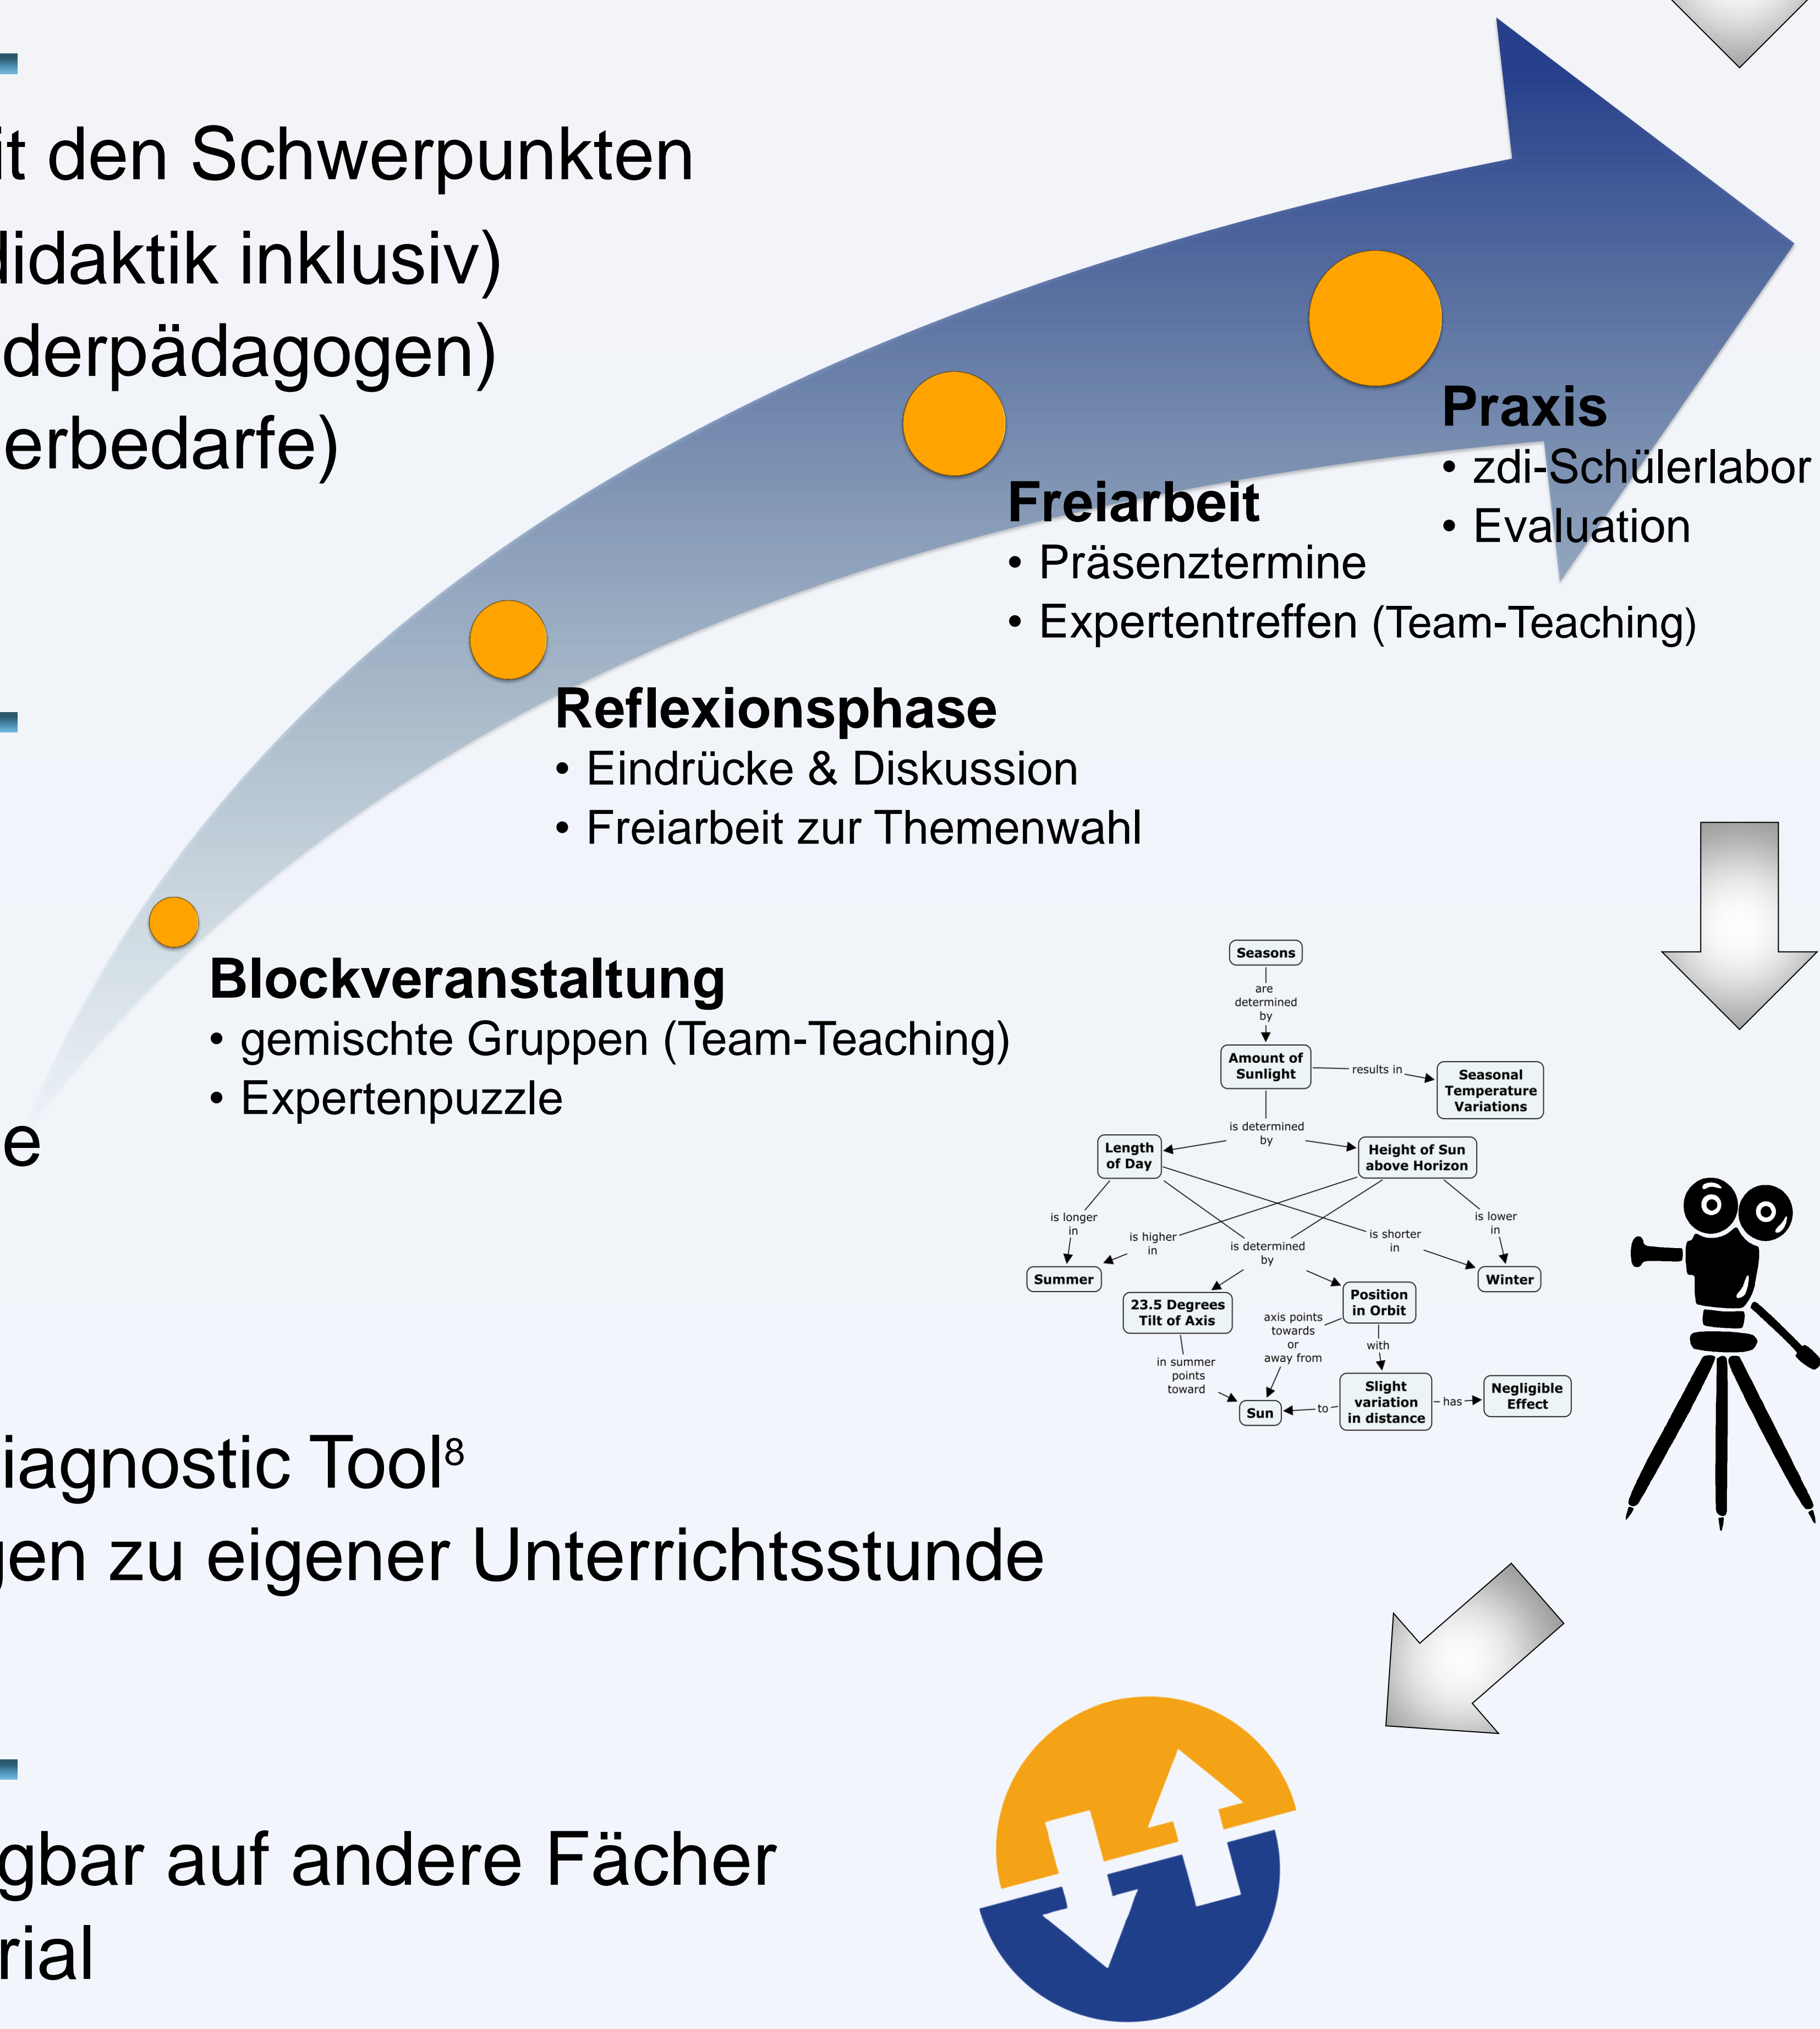 it den Schwerpunkten
didaktik inklusiv)
derpädagogen)
erbedarfe)
Praxis
• zdi-Schülerlabor
• Evaluation
Freiarbeit
• Präsenztermine
• Expertentreffen (Team-Teaching)
Reflexionsphase
• Eindrücke & Diskussion
• Freiarbeit zur Themenwahl
Blockveranstaltung
• gemischte Gruppen (Team-Teaching)
• Expertenpuzzle
e
Seasons
are
determined
by
Amount of
Sunlight
results in
Seasonal
Temperature
Variations
is determined
by
Length
of Day
Height of Sun
above Horizon
is longer
in
is higher
in
is determined
by
is shorter
in
is lower
in
Summer
Winter
23.5 Degrees
Tilt of Axis
Position
in Orbit
axis points
towards
or
away from
with
in summer
points
toward
Sun
to
Slight
variation
in distance
has
Negligible
Effect
iagnostic Tool⁸
gen zu eigener Unterrichtsstunde
gbar auf andere Fächer
rial